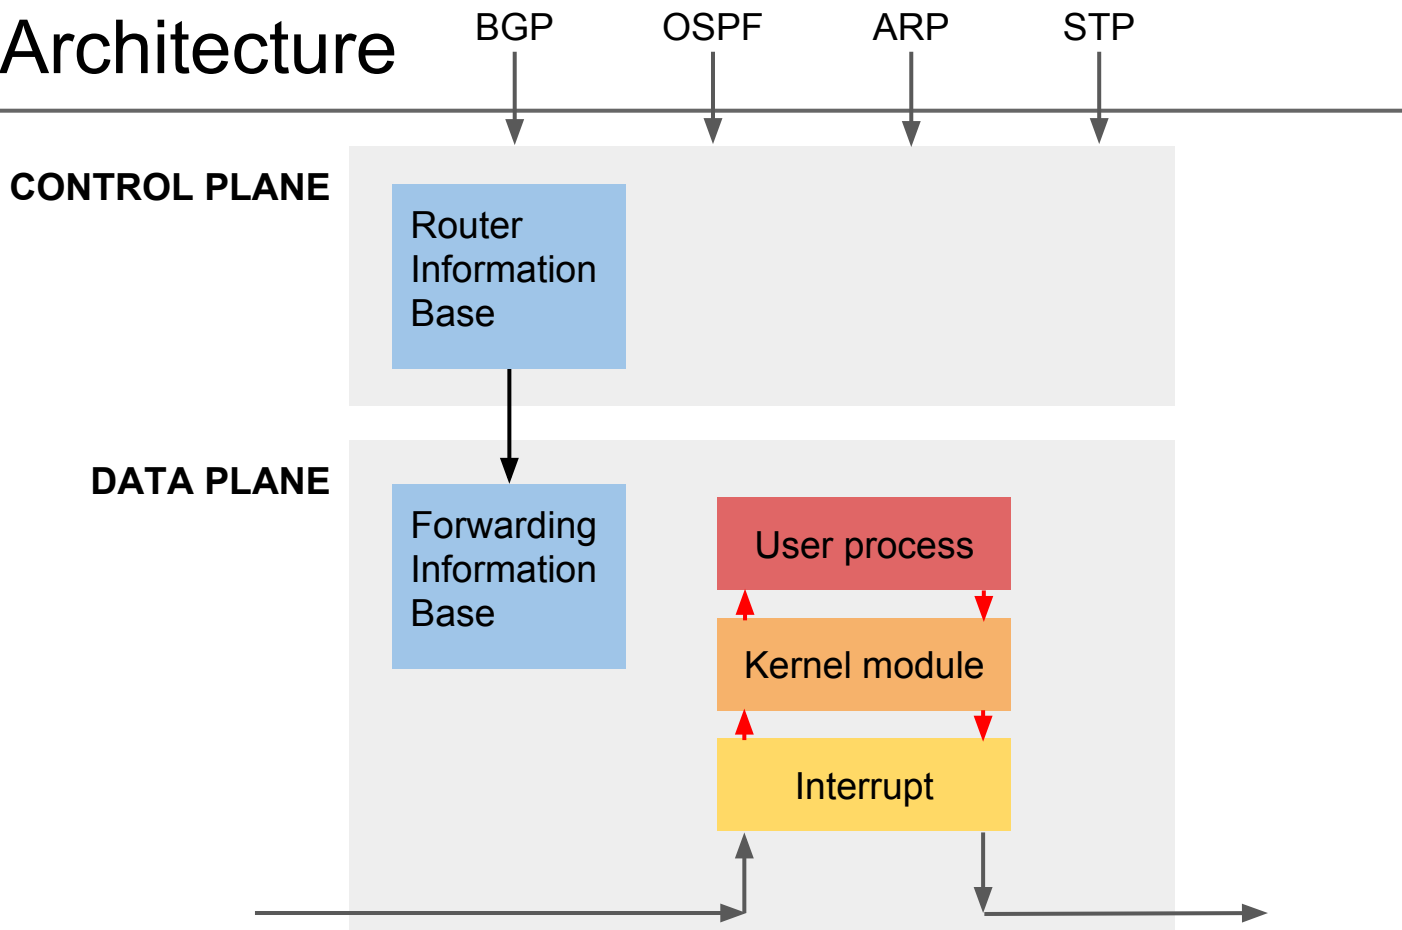 Architecture
BGP
OSPF
ARP
STP
CONTROL PLANE
Router
Information
Base
DATA PLANE
Forwarding
Information
Base
User process
Kernel module
Interrupt